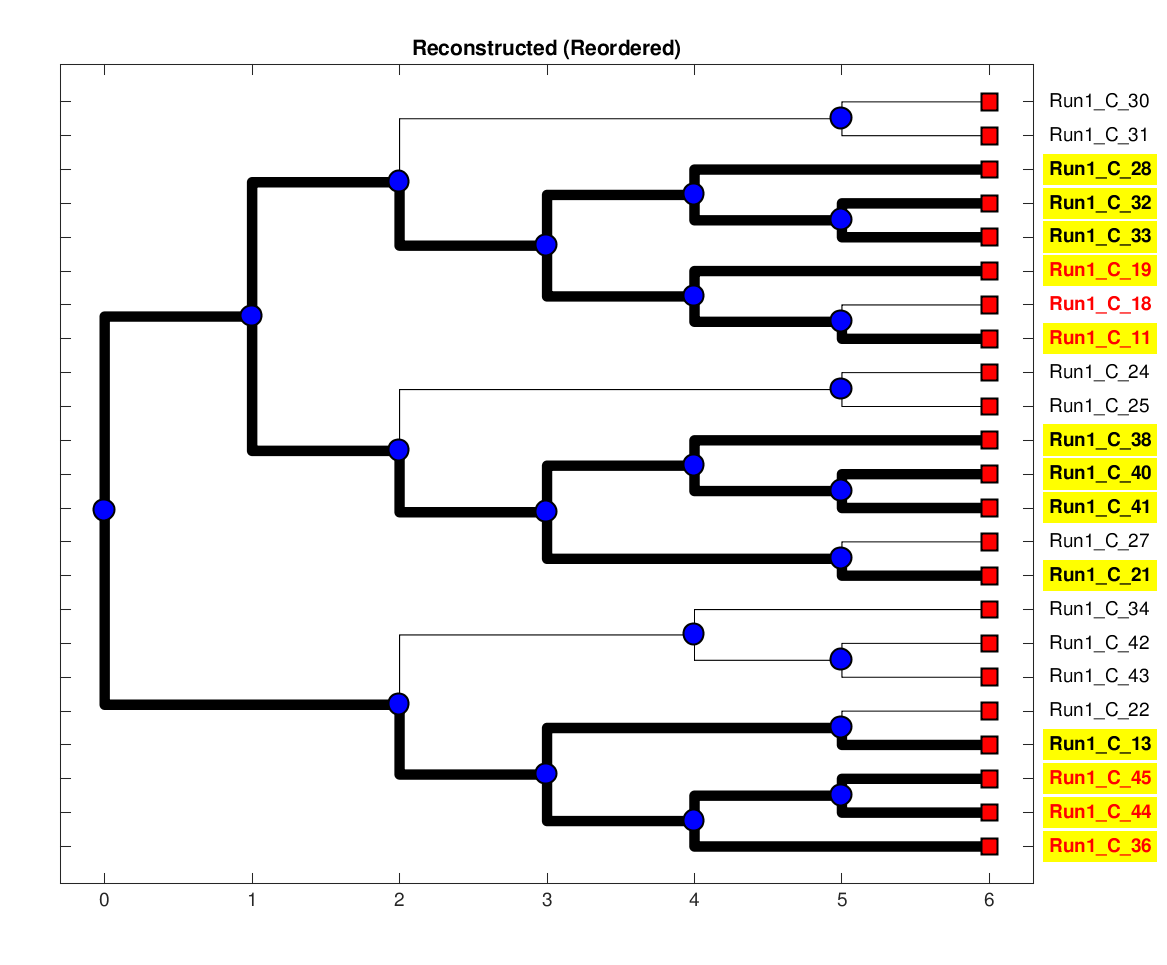 Reconstructed (Reordered)
Run1_C_30
Run1_C_31
Run1_C_28
Run1_C_32
Run1_C_33
Run1_C_19
Run1_C_18
Run1_C_11
Run1_C_24
Run1_C_25
Run1_C_38
Run1_C_40
Run1_C_41
Run1_C_27
Run1_C_21
Run1_C_34
Run1_C_42
Run1_C_43
Run1_C_22
Run1_C_13
Run1_C_45
Run1_C_44
Run1_C_36
0 1 2 3 4 5 6